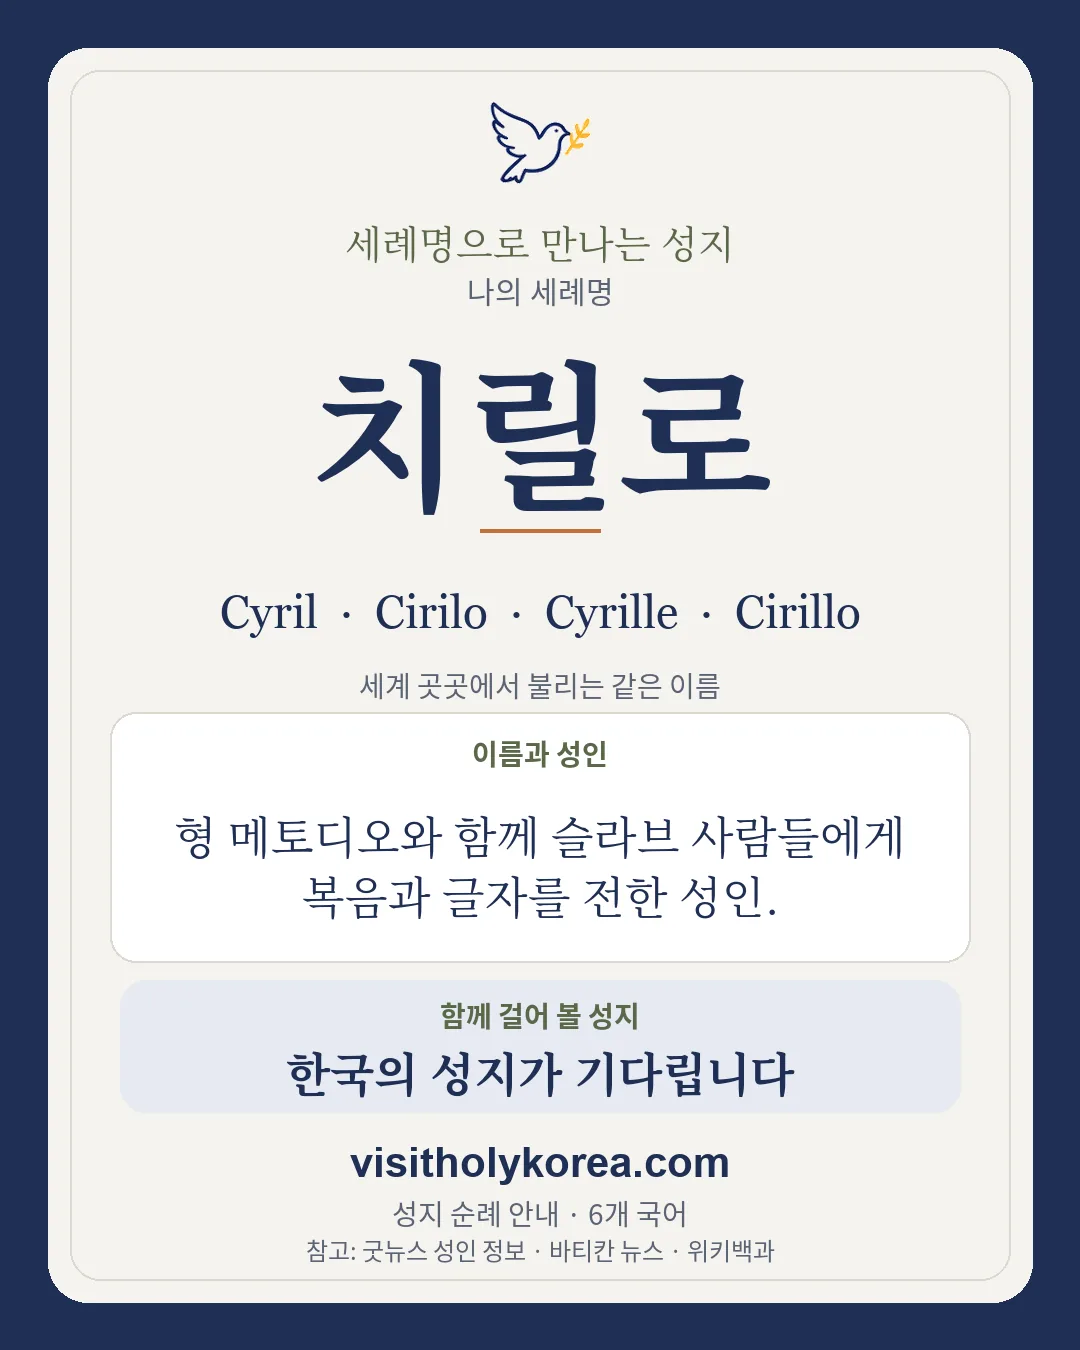 세례명으로 만나는 성지
나의 세례명
치릴로
Cyril · Cirilo · Cyrille · Cirillo
세계 곳곳에서 불리는 같은 이름
이름과 성인
형 메토디오와 함께 슬라브 사람들에게
복음과 글자를 전한 성인.
함께 걸어 볼 성지
한국의 성지가 기다립니다
visitholykorea.com
성지 순례 안내 · 6개 국어
참고: 굿뉴스 성인 정보 · 바티칸 뉴스 · 위키백과